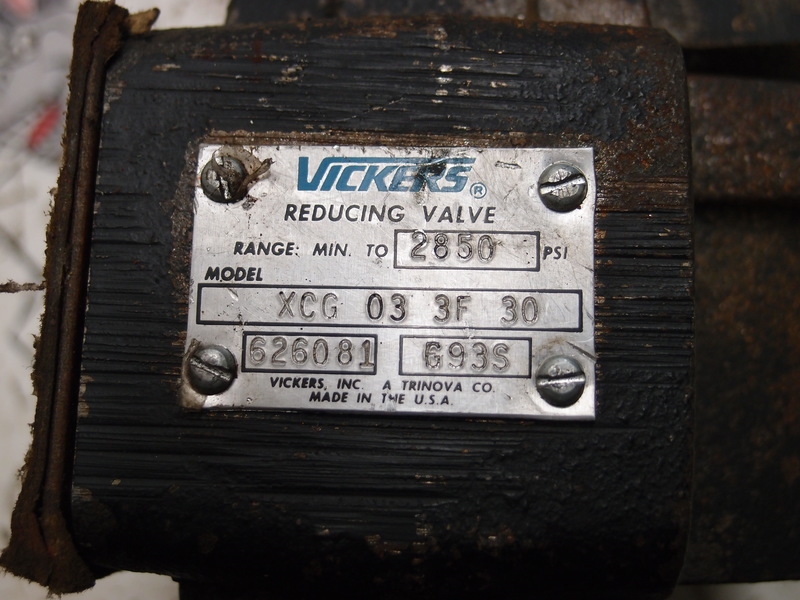 VICKERS®
REDUCING VALVE
RANGE: MIN. TO 2850 PSI
MODEL
XCG 03 3F 30
626081 G93S
VICKERS, INC. A TRINOVA CO.
MADE IN THE U.S.A.